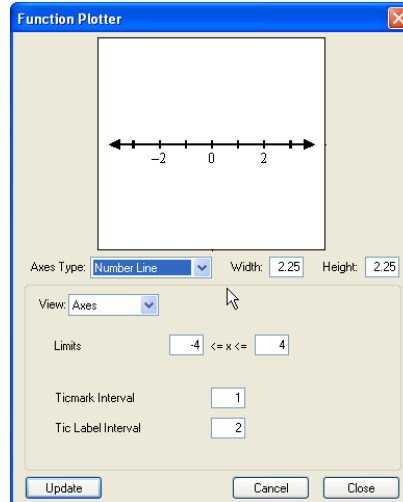 Function Plotter
-2 0 2
Axes Type: Number Line Width: 2.25 Height: 2.25
View: Axes
Limits -4 <= x <= 4
Ticmark Interval 1
Tic Label Interval 2
Update Cancel Close